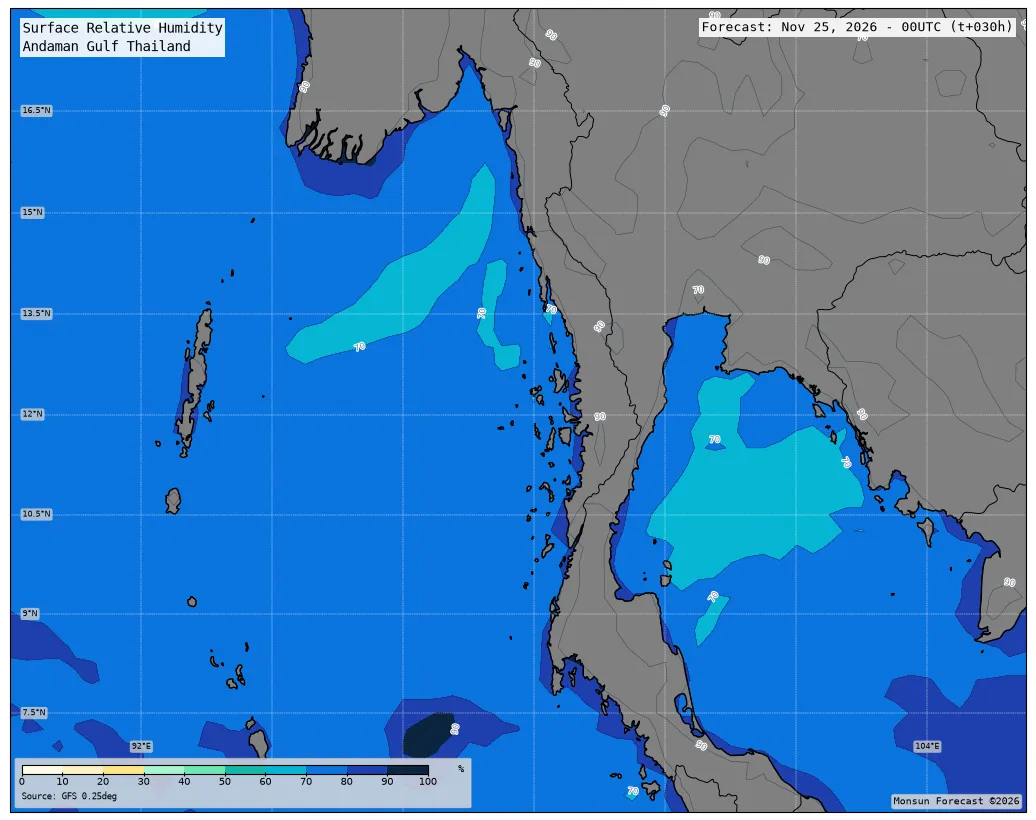 Surface Relative Humidity
Andaman Gulf Thailand
Forecast: Nov 25, 2026 - 00UTC (t+030h)
90
90
90
70
90
90
16.5°N
15°N
90
70
13.5°N
70
70
90
70
12°N
90
90
70
70
10.5°N
90
9°N
70
7.5°N
90
90
92°E
104°E
70
0 10 20 30 40 50 60 70 80 90 100 %
Source: GFS 0.25deg
Monsun Forecast ©2026